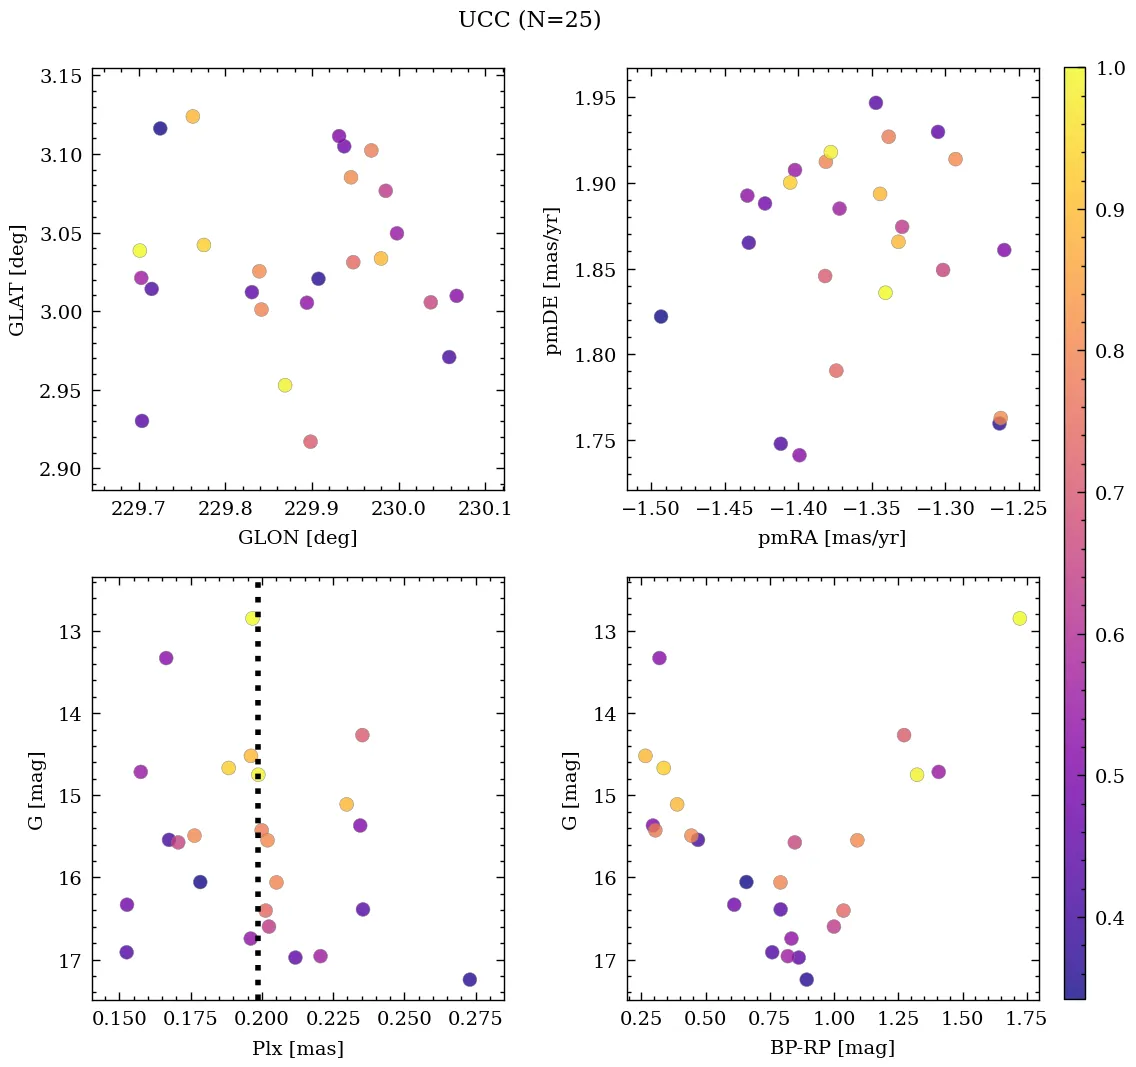 UCC (N=25)
3.15
3.10
3.05
3.00
2.95
2.90
GLAT [deg]
229.7 229.8 229.9 230.0 230.1
GLON [deg]
1.95
1.90
1.85
1.80
1.75
pmDE [mas/yr]
−1.50 −1.45 −1.40 −1.35 −1.30 −1.25
pmRA [mas/yr]
13
14
15
16
17
G [mag]
0.150 0.175 0.200 0.225 0.250 0.275
Plx [mas]
13
14
15
16
17
G [mag]
0.25 0.50 0.75 1.00 1.25 1.50 1.75
BP-RP [mag]
1.0
0.9
0.8
0.7
0.6
0.5
0.4